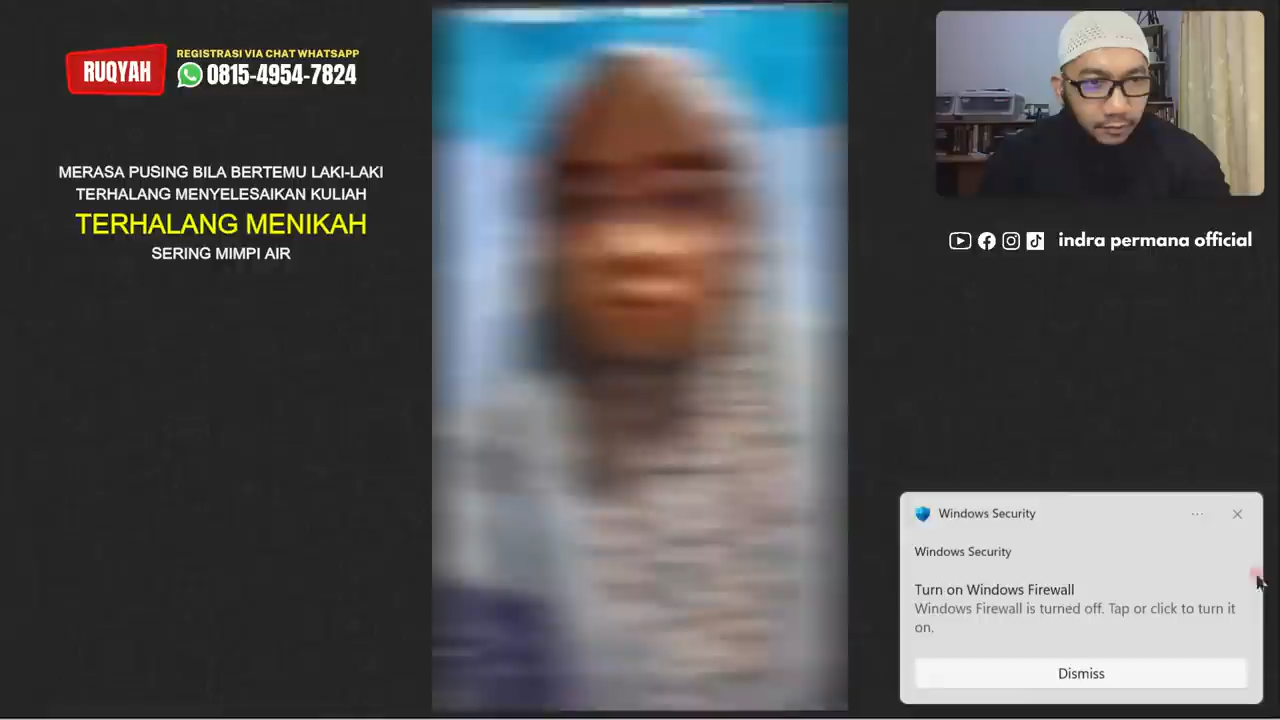 RUQYAH
REGISTRASI VIA CHAT WHATSAPP
0815-4954-7824
MERASA PUSING BILA BERTEMU LAKI-LAKI
TERHALANG MENYELESAIKAN KULIAH
TERHALANG MENIKAH
SERING MIMPI AIR
indra permana official
Windows Security
Windows Security
Turn on Windows Firewall
Windows Firewall is turned off. Tap or click to turn it
on.
Dismiss